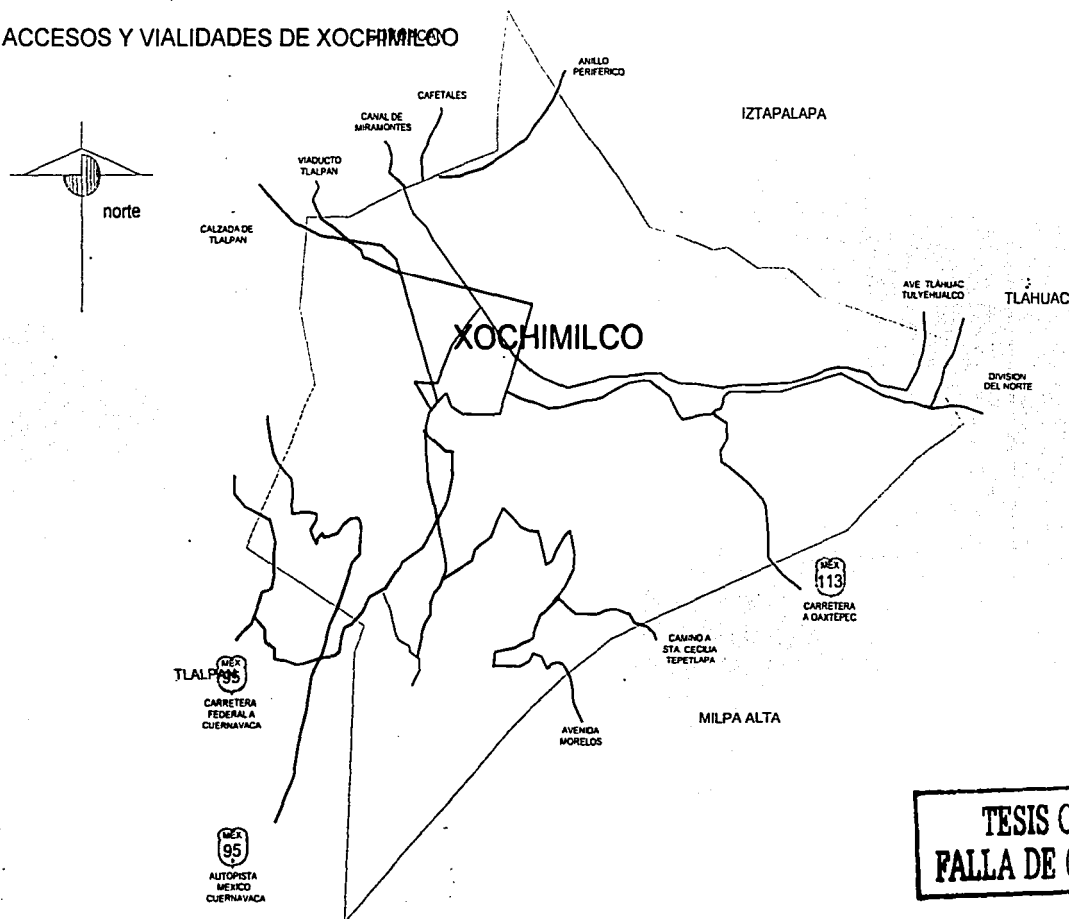 ACCESOS Y VIALIDADES DE XOCHIMILCO
ANILLO
PERIFERICO
CAFETALES
IZTAPALAPA
CANAL DE
MIRAMONTES
VIADUCTO
TLALPAN
norte
CALZADA DE
TLALPAN
AVE TLÁHUAC
TULYEHUALCO
TLÁHUAC
XOCHIMILCO
DIVISION
DEL NORTE
MEX
113
CARRETERA
A OAXTEPEC
CAMINO A
STA. CECILIA
TEPETLAPA
TLALPAN
MEX
95
CARRETERA
FEDERAL A
CUERNAVACA
MILPA ALTA
AVENIDA
MORELOS
MEX
95
AUTOPISTA
MEXICO
CUERNAVACA
TESIS C
FALLA DE